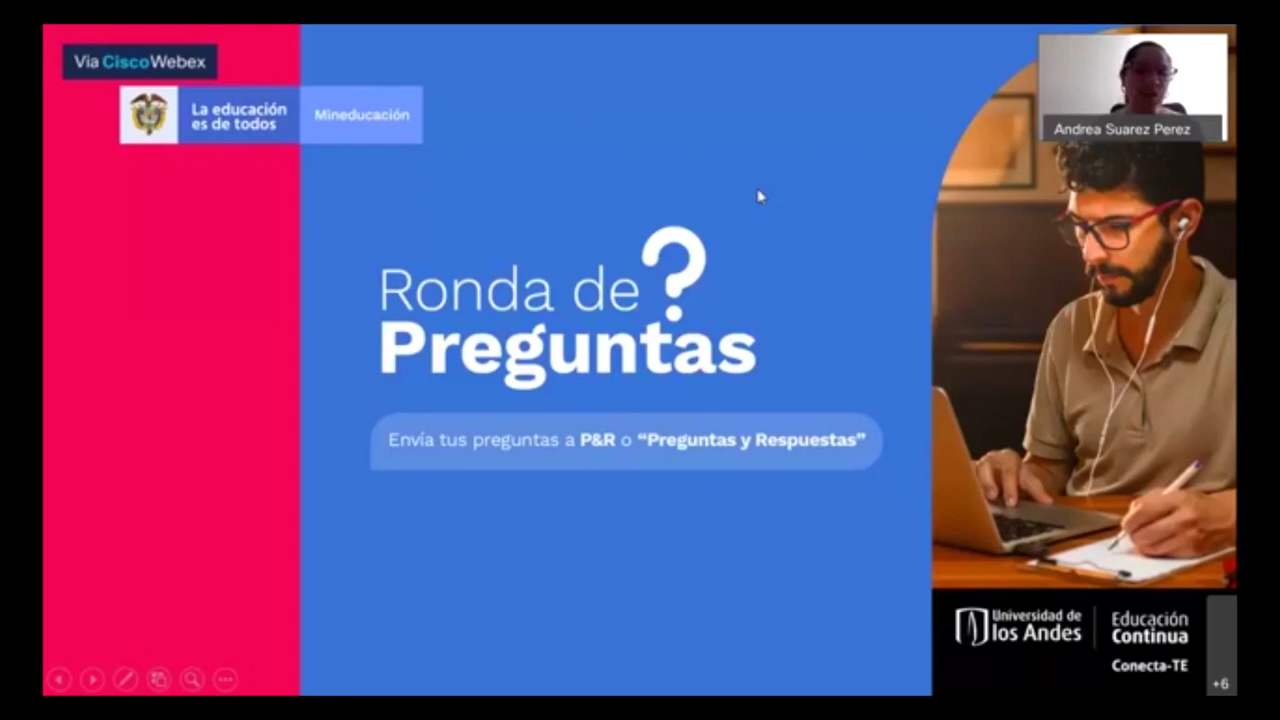 Via CiscoWebex
La educación
es de todos
Mineducación
Andrea Suarez Perez
Ronda de ?
Preguntas
Envía tus preguntas a P&R o “Preguntas y Respuestas”
Universidad de
los Andes
Educación
Continua
Conecta-TE
+6